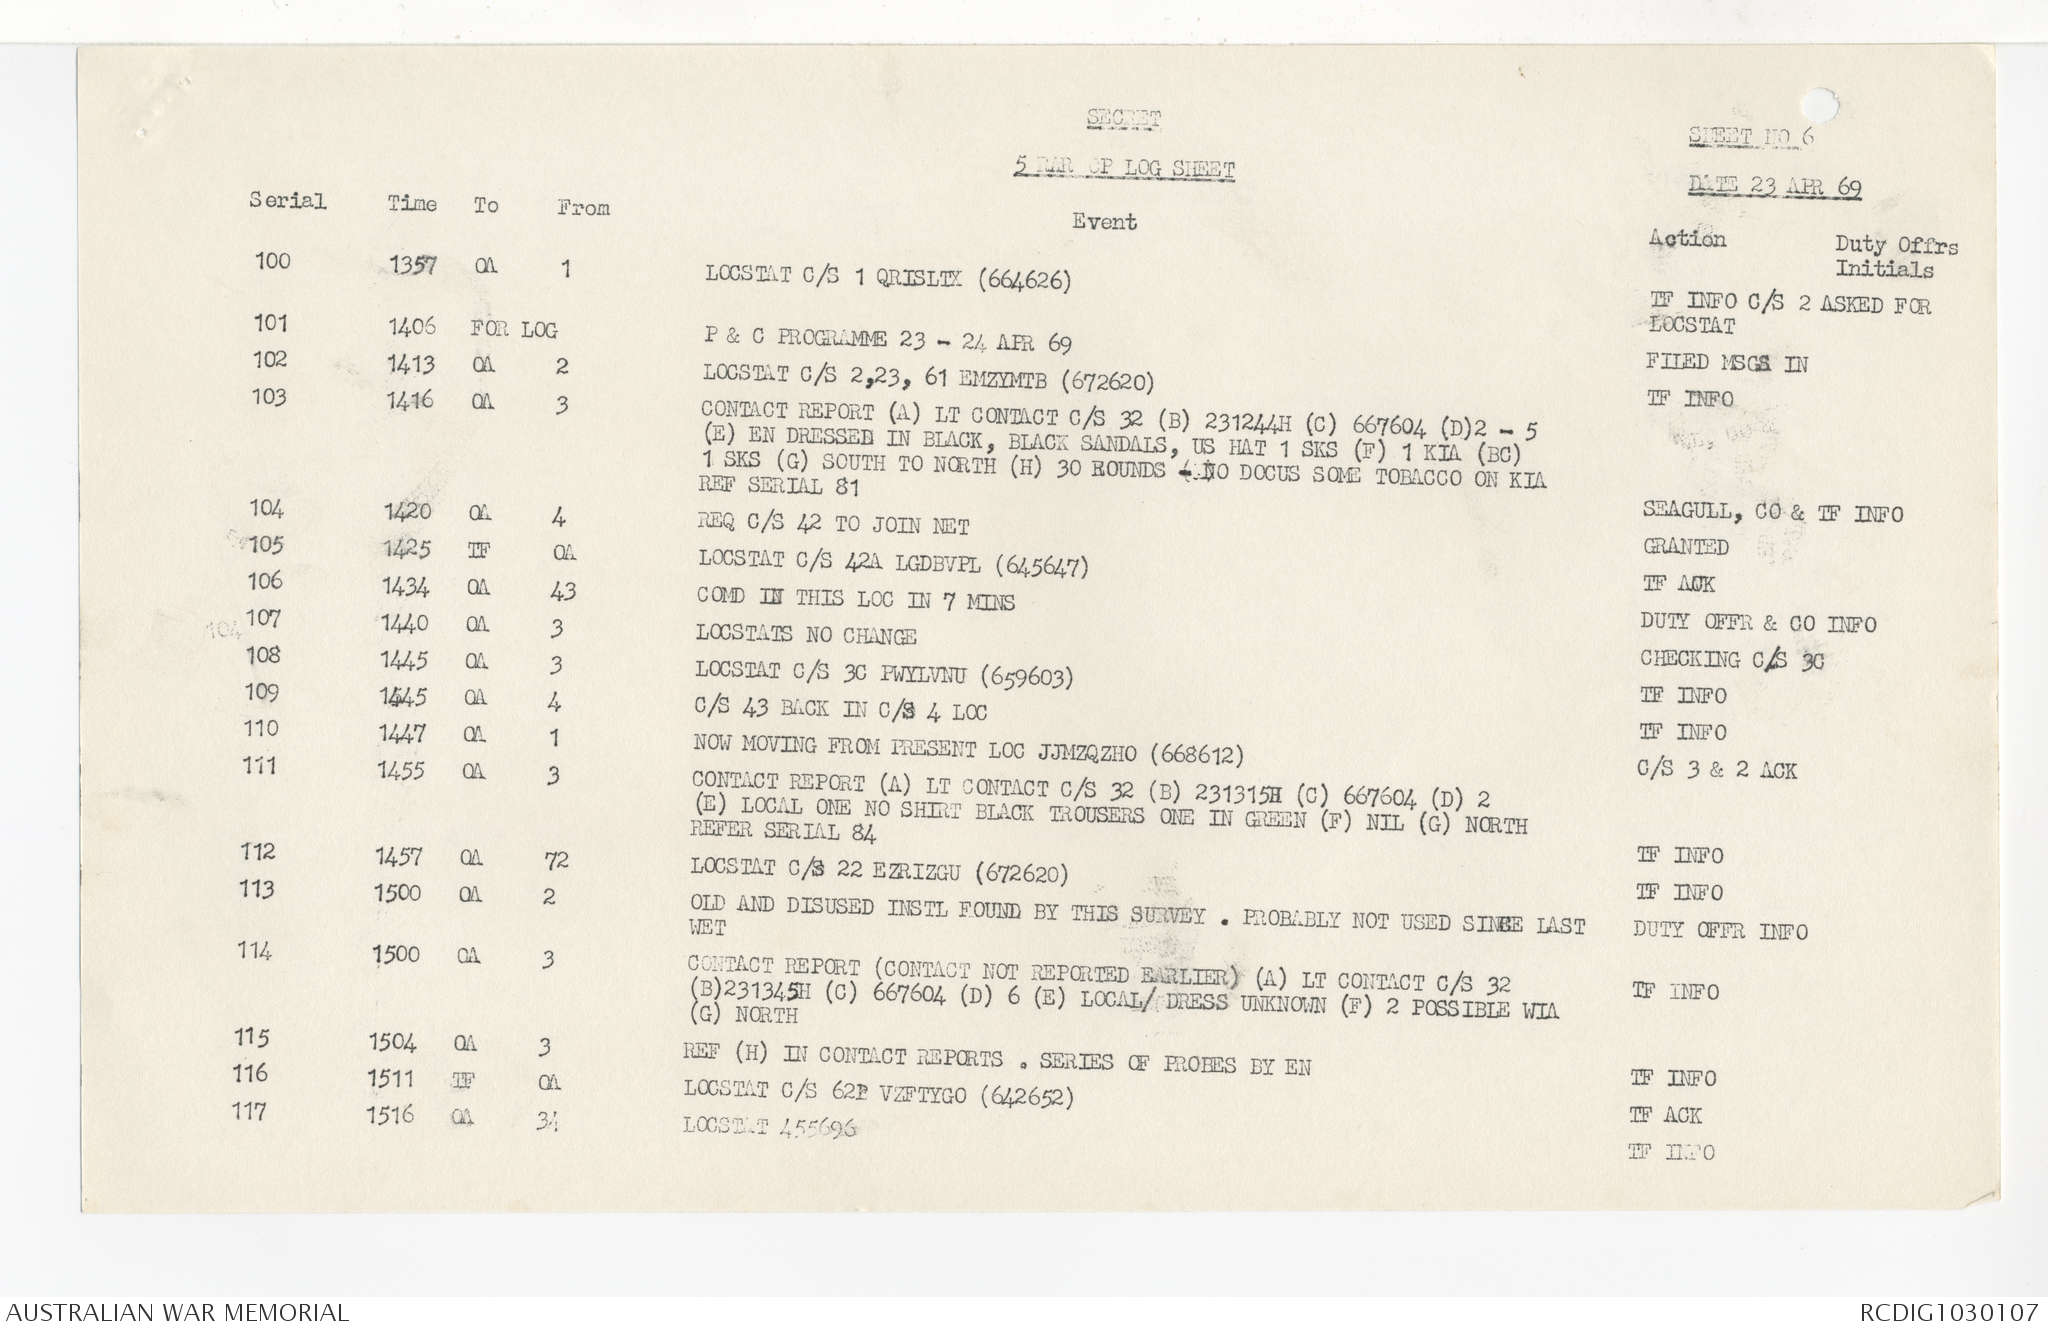 SECRET
5 RAR OP LOG SHEET
SHEET NO 6
DATE 23 APR 69
Serial Time To From Event Action Duty Offrs
Initials
100 1357 OA 1 LOCSTAT C/S 1 QRISLTX (664626) TF INFO C/S 2 ASKED FOR
LOCSTAT
101 1406 FOR LOG P & C PROGRAMME 23 - 24 APR 69 FILED MSGS IN
102 1413 OA 2 LOCSTAT C/S 2,23, 61 EMZYMTB (672620) TF INFO
103 1416 OA 3 CONTACT REPORT (A) LT CONTACT C/S 32 (B) 231244H (C) 667604 (D)2 - 5
(E) EN DRESSED IN BLACK, BLACK SANDALS, US HAT 1 SKS (F) 1 KIA (BC)
1 SKS (G) SOUTH TO NORTH (H) 30 ROUNDS - NO DOCUS SOME TOBACCO ON KIA
REF SERIAL 81 SEAGULL, CO & TF INFO
104 1420 OA 4 REQ C/S 42 TO JOIN NET GRANTED
105 1425 TF OA LOCSTAT C/S 42A LGDBVPL (645647) TF ACK
106 1434 OA 43 COMD IN THIS LOC IN 7 MINS DUTY OFFR & CO INFO
104
107 1440 OA 3 LOCSTATS NO CHANGE CHECKING C/S 3C
108 1445 OA 3 LOCSTAT C/S 3C PWYLVNU (659603) TF INFO
109 1445 OA 4 C/S 43 BACK IN C/S 4 LOC TF INFO
110 1447 OA 1 NOW MOVING FROM PRESENT LOC JJMZQZHO (668612) C/S 3 & 2 ACK
111 1455 OA 3 CONTACT REPORT (A) LT CONTACT C/S 32 (B) 231315H (C) 667604 (D) 2
(E) LOCAL ONE NO SHIRT BLACK TROUSERS ONE IN GREEN (F) NIL (G) NORTH
REFER SERIAL 84 TF INFO
112 1457 OA 72 LOCSTAT C/S 22 EZRIZGU (672620) TF INFO
113 1500 OA 2 OLD AND DISUSED INSTL FOUND BY THIS SURVEY . PROBABLY NOT USED SINCE LAST
WET DUTY OFFR INFO
114 1500 OA 3 CONTACT REPORT (CONTACT NOT REPORTED EARLIER) (A) LT CONTACT C/S 32
(B)231345H (C) 667604 (D) 6 (E) LOCAL/ DRESS UNKNOWN (F) 2 POSSIBLE WIA
(G) NORTH TF INFO
115 1504 OA 3 REF (H) IN CONTACT REPORTS . SERIES OF PROBES BY EN TF INFO
116 1511 TF OA LOCSTAT C/S 62P VZFTYGO (642652) TF ACK
117 1516 OA 34 LOCSTAT 455696 TF INFO
AUSTRALIAN WAR MEMORIAL
RCDIG1030107